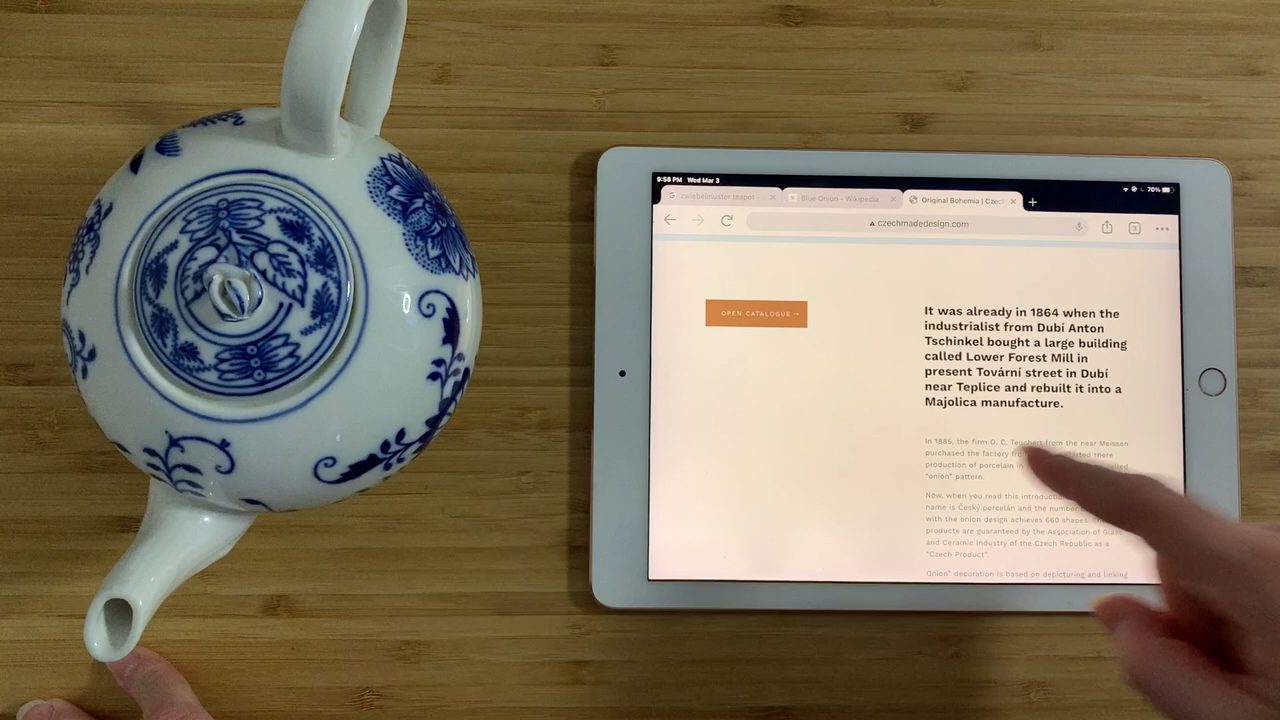 9:58 PM Wed Mar 3
70%
zwiebelmuster teapot
Blue Onion - Wikipedia
Original Bohemia | Czech
czechmadedesign.com
3
OPEN CATALOGUE →
It was already in 1864 when the
industrialist from Dubí Anton
Tschinkel bought a large building
called Lower Forest Mill in
present Tovární street in Dubí
near Teplice and rebuilt it into a
Majolica manufacture.
In 1885, the firm O. C. Teuchert from the near Meissen
purchased the factory there
production of porcelain in
"onion" pattern.
Now, when you read this
name is Český porcelán and the number
with the onion design achieves 660 shapes.
products are guaranteed by the Association of Glass
and Ceramic Industry of the Czech Republic as a
"Czech Product".
Onion" decoration is based on depicturing and linking